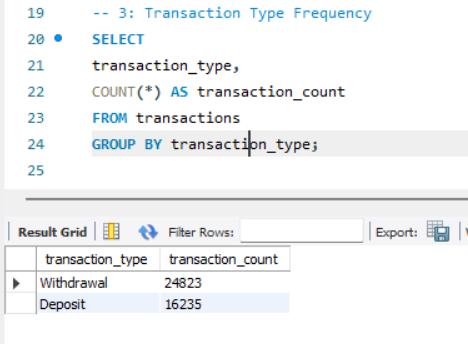 19 -- 3: Transaction Type Frequency
20 SELECT
21 transaction_type,
22 COUNT(*) AS transaction_count
23 FROM transactions
24 GROUP BY transaction_type;
25
Result Grid Filter Rows: Export:
transaction_type transaction_count
Withdrawal 24823
Deposit 16235